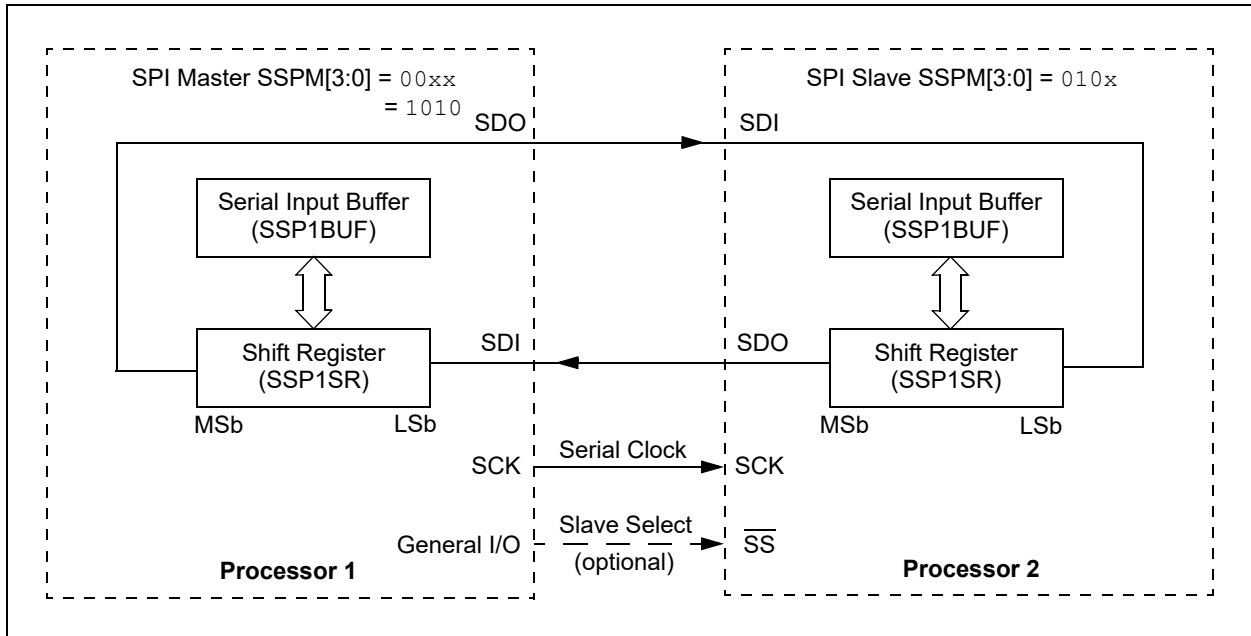 SPI Master SSPM[3:0] = 00xx
= 1010
SPI Slave SSPM[3:0] = 010x
SDO
SDI
Serial Input Buffer
(SSP1BUF)
Serial Input Buffer
(SSP1BUF)
Shift Register
(SSP1SR)
SDI
SDO
Shift Register
(SSP1SR)
MSb
LSb
MSb
LSb
SCK
Serial Clock
SCK
General I/O
Slave Select
(optional)
S̅S̅
Processor 1
Processor 2